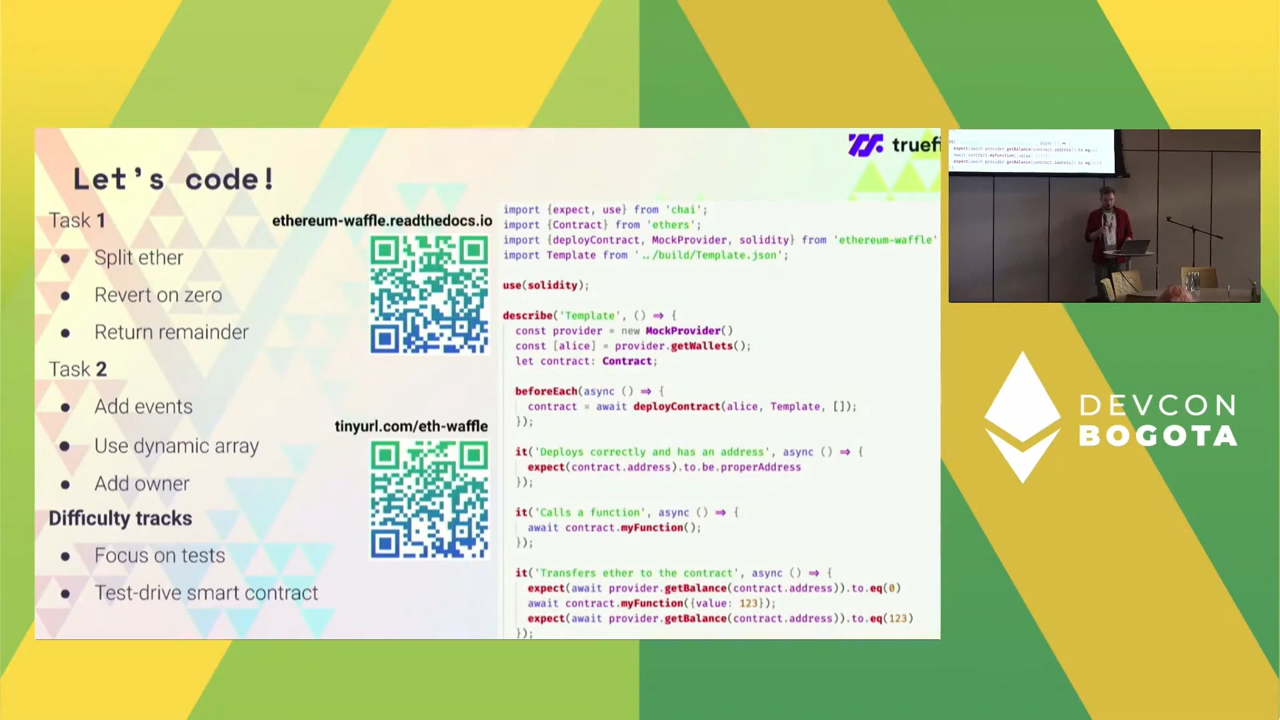 truefi
Let's code!
Task 1
Split ether
Revert on zero
Return remainder
Task 2
Add events
Use dynamic array
Add owner
Difficulty tracks
Focus on tests
Test-drive smart contract
ethereum-waffle.readthedocs.io
tinyurl.com/eth-waffle
import {expect, use} from 'chai';
import {Contract} from 'ethers';
import {deployContract, MockProvider, solidity} from 'ethereum-waffle'
import Template from '../build/Template.json';
use(solidity);
describe('Template', () => {
const provider = new MockProvider()
const [alice] = provider.getWallets();
let contract: Contract;
beforeEach(async () => {
contract = await deployContract(alice, Template, []);
});
it('Deploys correctly and has an address', async () => {
expect(contract.address).to.be.properAddress
});
it('Calls a function', async () => {
await contract.myFunction();
});
it('Transfers ether to the contract', async () => {
expect(await provider.getBalance(contract.address)).to.eq(0)
await contract.myFunction({value: 123});
expect(await provider.getBalance(contract.address)).to.eq(123)
});
DEVCON
BOGOTA